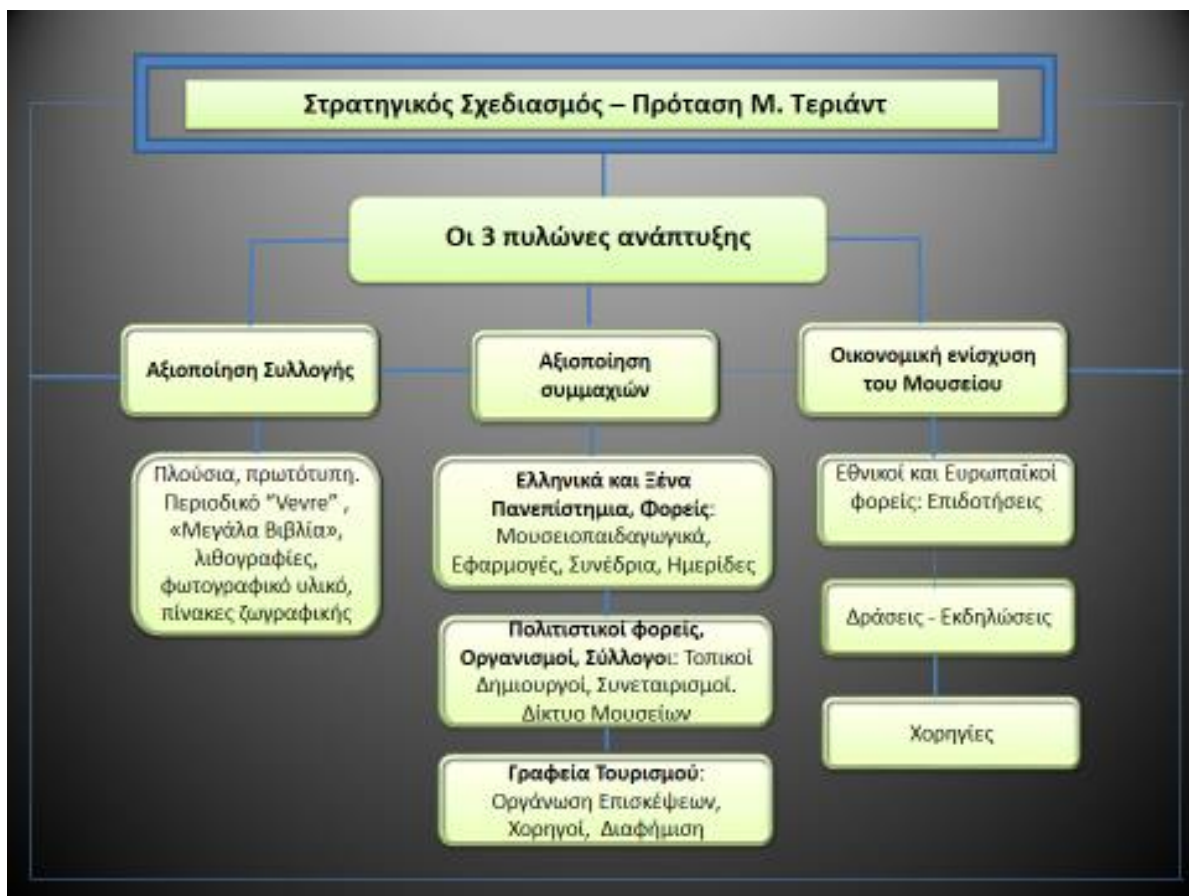 Στρατηγικός Σχεδιασμός – Πρόταση Μ. Τεριάντ
Οι 3 πυλώνες ανάπτυξης
Αξιοποίηση Συλλογής
Πλούσια, πρωτότυπη.
Περιοδικό "Vevre" ,
«Μεγάλα Βιβλία»,
λιθογραφίες,
φωτογραφικό υλικό,
πίνακες ζωγραφικής
Αξιοποίηση
συμμαχιών
Ελληνικά και Ξένα
Πανεπίστημια, Φορείς:
Μουσειοπαιδαγωγικά,
Εφαρμογές, Συνέδρια, Ημερίδες
Πολιτιστικοί φορείς,
Οργανισμοί, Σύλλογοι: Τοπικοί
Δημιουργοί, Συνεταιρισμοί.
Δίκτυο Μουσείων
Γραφεία Τουρισμού:
Οργάνωση Επισκέψεων,
Χορηγοί, Διαφήμιση
Οικονομική ενίσχυση
του Μουσείου
Εθνικοί και Ευρωπαϊκοί
φορείς: Επιδοτήσεις
Δράσεις - Εκδηλώσεις
Χορηγίες